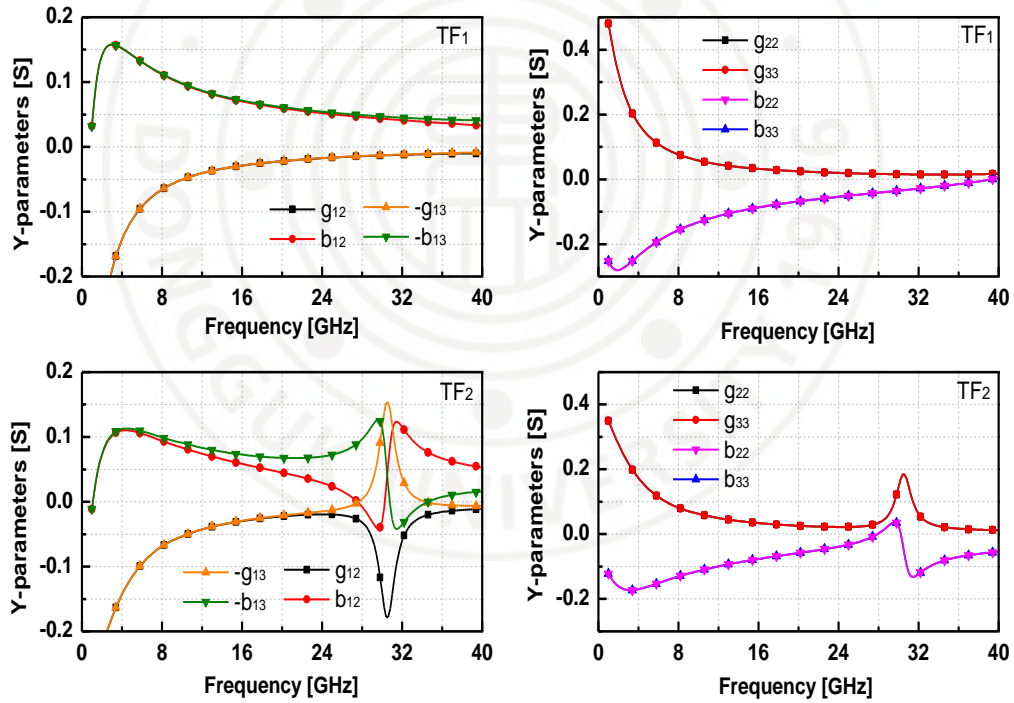 TF1
Y-parameters [S]
0.2
0.1
0.0
-0.1
-0.2
g12
-g13
b12
-b13
0 8 16 24 32 40
Frequency [GHz]
TF1
Y-parameters [S]
0.4
0.2
0.0
-0.2
g22
g33
b22
b33
0 8 16 24 32 40
Frequency [GHz]
TF2
Y-parameters [S]
0.2
0.1
0.0
-0.1
-0.2
-g13
g12
-b13
b12
0 8 16 24 32 40
Frequency [GHz]
TF2
Y-parameters [S]
0.4
0.2
0.0
-0.2
g22
g33
b22
b33
0 8 16 24 32 40
Frequency [GHz]